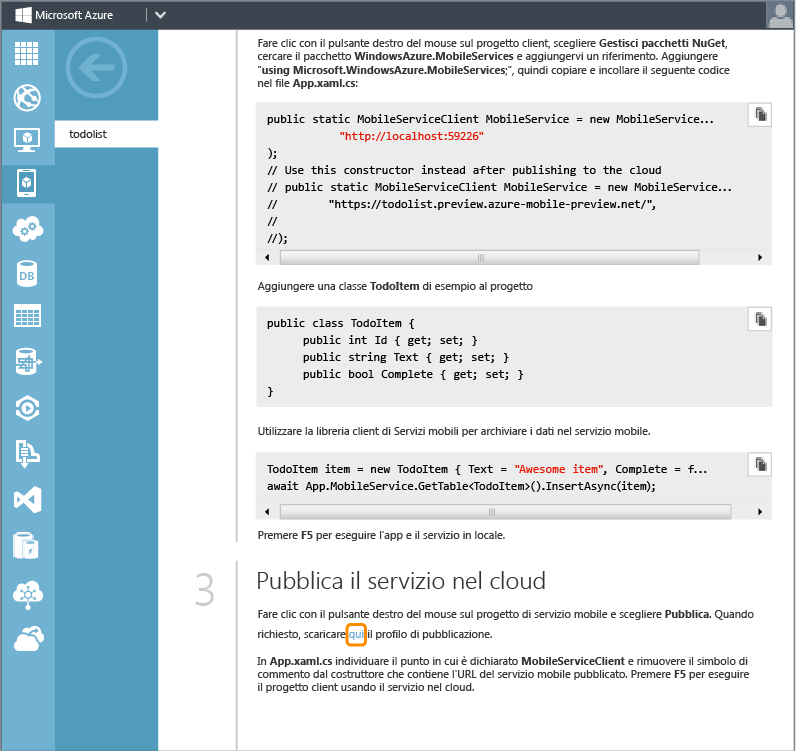 Microsoft Azure
todolist
Fare clic con il pulsante destro del mouse sul progetto client, scegliere Gestisci pacchetti NuGet,
cercare il pacchetto WindowsAzure.MobileServices e aggiungervi un riferimento. Aggiungere
"using Microsoft.WindowsAzure.MobileServices;", quindi copiare e incollare il seguente codice
nel file App.xaml.cs:
public static MobileServiceClient MobileService = new MobileService...
"http://localhost:59226"
);
// Use this constructor instead after publishing to the cloud
// public static MobileServiceClient MobileService = new MobileService...
// "https://todolist.preview.azure-mobile-preview.net/",
//
//);
Aggiungere una classe TodoItem di esempio al progetto
public class TodoItem {
public int Id { get; set; }
public string Text { get; set; }
public bool Complete { get; set; }
}
Utilizzare la libreria client di Servizi mobili per archiviare i dati nel servizio mobile.
TodoItem item = new TodoItem { Text = "Awesome item", Complete = f...
await App.MobileService.GetTable<TodoItem>().InsertAsync(item);
Premere F5 per eseguire l'app e il servizio in locale.
DB
3
Pubblica il servizio nel cloud
Fare clic con il pulsante destro del mouse sul progetto di servizio mobile e scegliere Pubblica. Quando
richiesto, scaricare qui il profilo di pubblicazione.
In App.xaml.cs individuare il punto in cui è dichiarato MobileServiceClient e rimuovere il simbolo di
commento dal costruttore che contiene l'URL del servizio mobile pubblicato. Premere F5 per eseguire
il progetto client usando il servizio nel cloud.